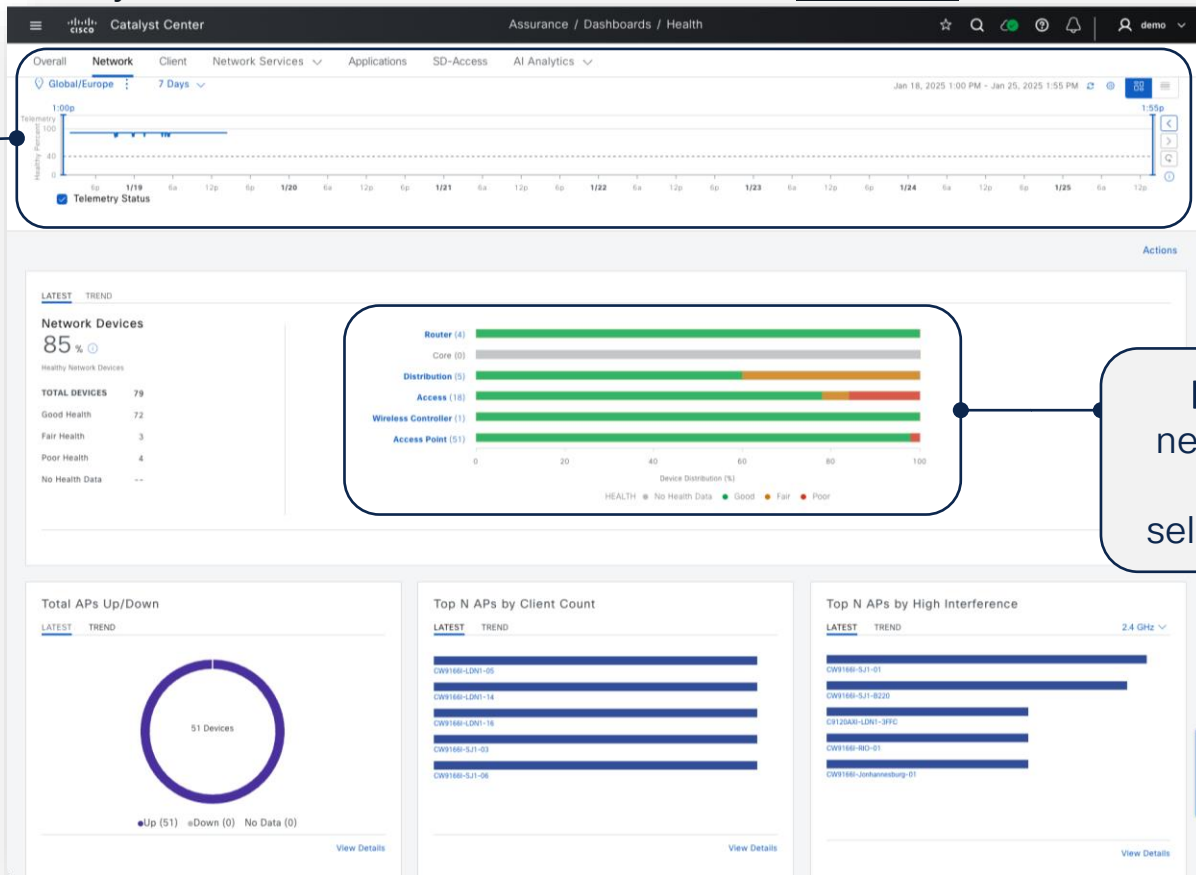 cisco Catalyst Center
Assurance / Dashboards / Health
demo
Overall Network Client Network Services Applications SD-Access AI Analytics
Global/Europe 7 Days
Jan 18, 2025 1:00 PM - Jan 25, 2025 1:55 PM
1:00p 1:55p
Telemetry
100
40
0
Healthy Percent
6p 1/19 6a 12p 6p 1/20 6a 12p 6p 1/21 6a 12p 6p 1/22 6a 12p 6p 1/23 6a 12p 6p 1/24 6a 12p 6p 1/25 6a 12p
Telemetry Status
Actions
LATEST TREND
Network Devices
85 %
Healthy Network Devices
TOTAL DEVICES 79
Good Health 72
Fair Health 3
Poor Health 4
No Health Data --
Router (4)
Core (0)
Distribution (5)
Access (18)
Wireless Controller (1)
Access Point (51)
0 20 40 60 80 100
Device Distribution (%)
HEALTH No Health Data Good Fair Poor
ne
sel
Total APs Up/Down
LATEST TREND
51 Devices
Up (51) Down (0) No Data (0)
View Details
Top N APs by Client Count
LATEST TREND
CW9166I-LDN1-05
CW9166I-LDN1-14
CW9166I-LDN1-16
CW9166I-SJ1-03
CW9166I-SJ1-06
View Details
Top N APs by High Interference
LATEST TREND 2.4 GHz
CW9166I-SJ1-01
CW9166I-SJ1-B220
C9120AXI-LDN1-3FFC
CW9166I-RIO-01
CW9166I-Jonhannesburg-01
View Details